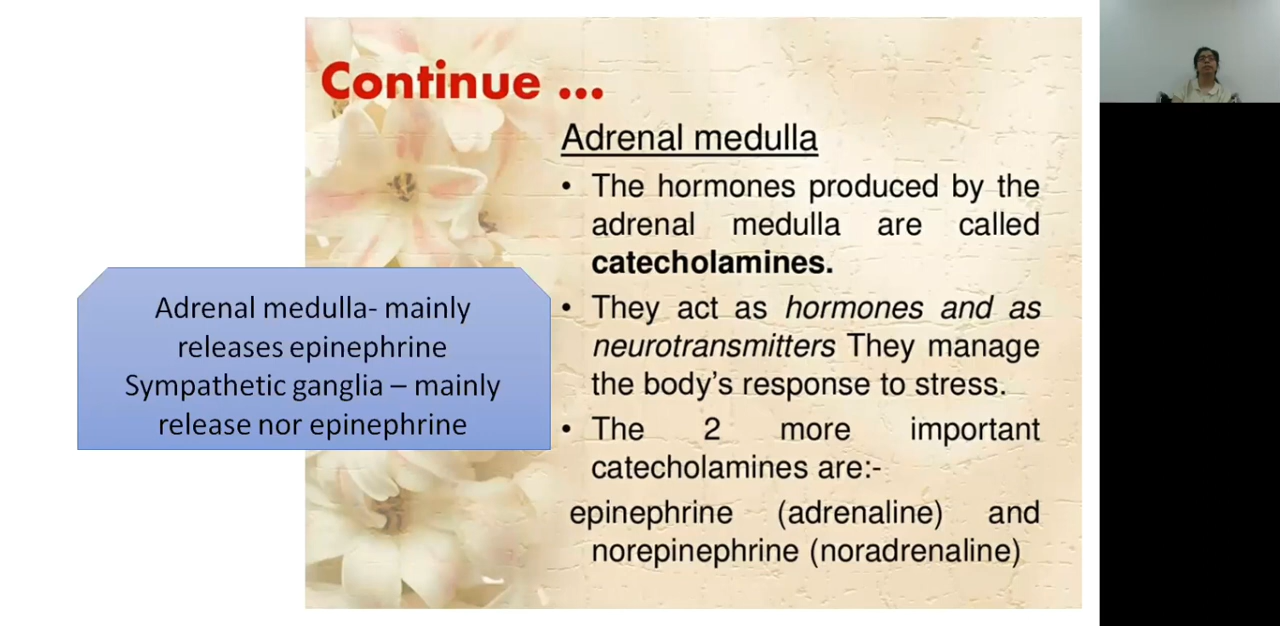 Continue ...
Adrenal medulla
• The hormones produced by the
adrenal medulla are called
catecholamines.
• They act as hormones and as
neurotransmitters They manage
the body's response to stress.
• The 2 more important
catecholamines are:-
epinephrine (adrenaline) and
norepinephrine (noradrenaline)
Adrenal medulla- mainly
releases epinephrine
Sympathetic ganglia – mainly
release nor epinephrine